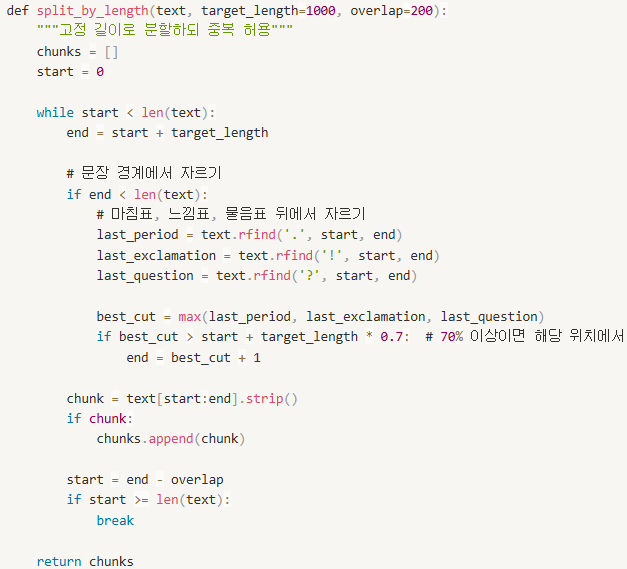 def split_by_length(text, target_length=1000, overlap=200):
    """고정 길이로 분할하되 중복 허용"""
    chunks = []
    start = 0

    while start < len(text):
        end = start + target_length

        # 문장 경계에서 자르기
        if end < len(text):
            # 마침표, 느낌표, 물음표 뒤에서 자르기
            last_period = text.rfind('.', start, end)
            last_exclamation = text.rfind('!', start, end)
            last_question = text.rfind('?', start, end)

            best_cut = max(last_period, last_exclamation, last_question)
            if best_cut > start + target_length * 0.7:  # 70% 이상이면 해당 위치에서
                end = best_cut + 1

        chunk = text[start:end].strip()
        if chunk:
            chunks.append(chunk)

        start = end - overlap
        if start >= len(text):
            break

    return chunks